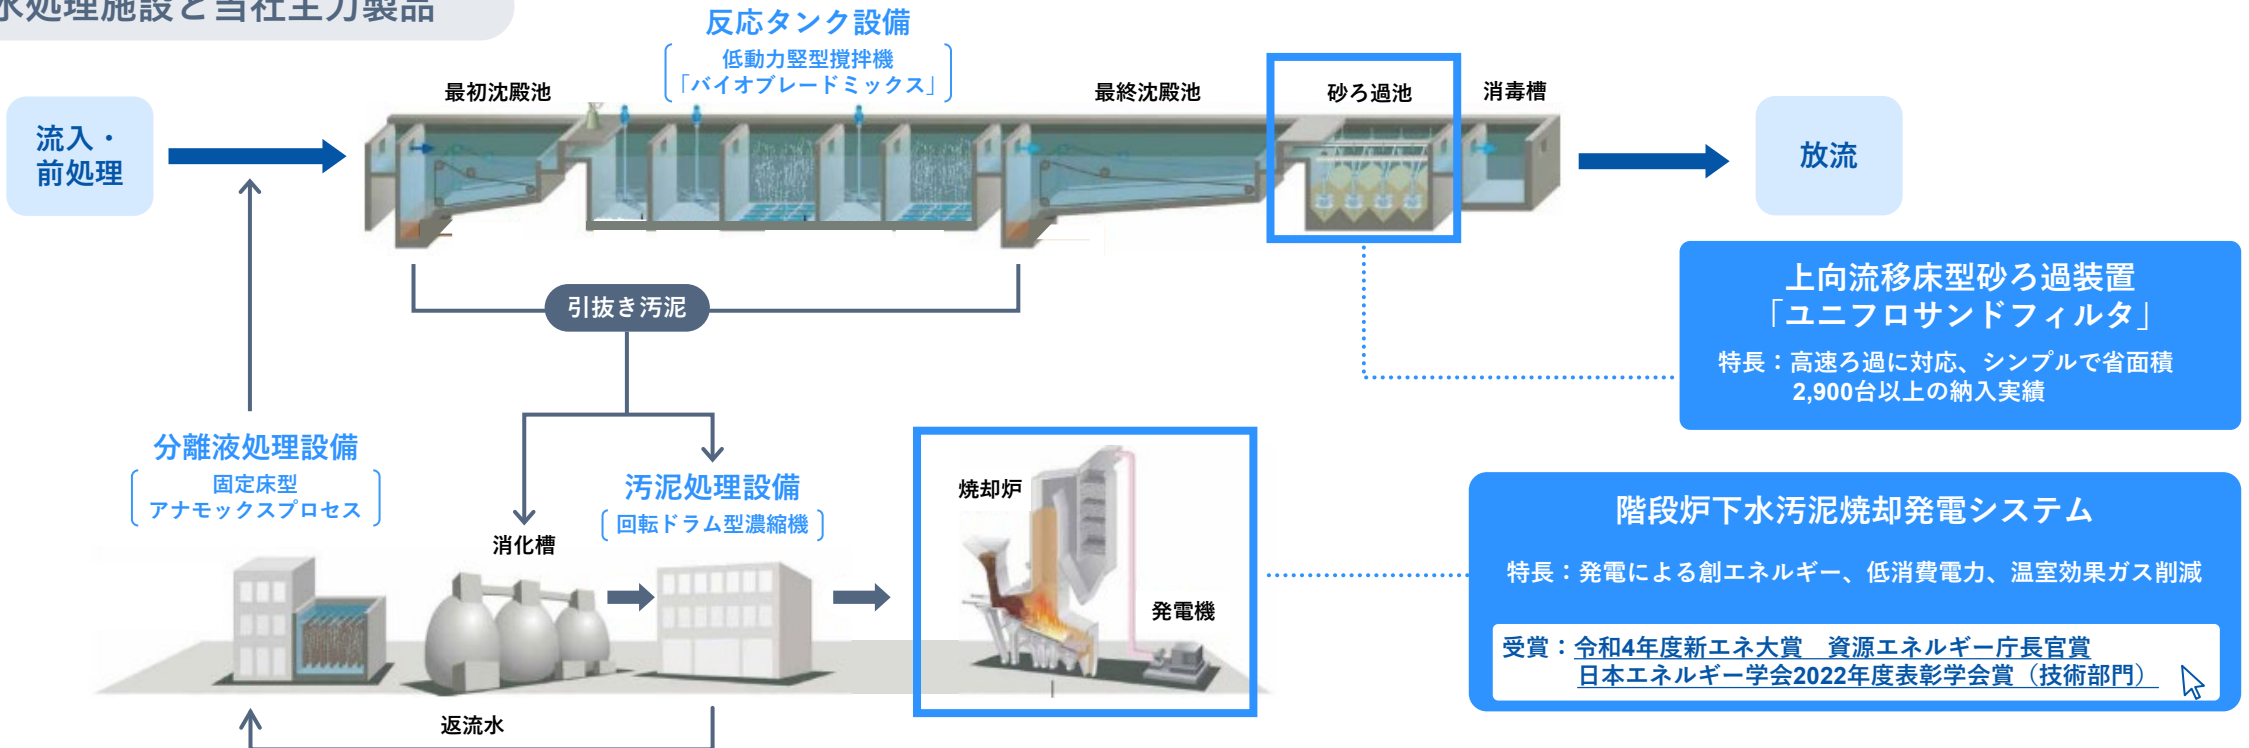 水処理施設と当社主力製品
反応タンク設備
低動力竪型撹拌機
「バイオブレードミックス」
最初沈殿池
最終沈殿池
砂ろ過池
消毒槽
流入・
前処理
放流
引抜き汚泥
上向流移床型砂ろ過装置
「ユニフロサンドフィルタ」
特長：高速ろ過に対応、シンプルで省面積
2,900台以上の納入実績
分離液処理設備
固定床型
アナモックスプロセス
汚泥処理設備
回転ドラム型濃縮機
消化槽
焼却炉
発電機
階段炉下水汚泥焼却発電システム
特長：発電による創エネルギー、低消費電力、温室効果ガス削減
受賞：令和4年度新エネ大賞　資源エネルギー庁長官賞
日本エネルギー学会2022年度表彰学会賞（技術部門）
返流水